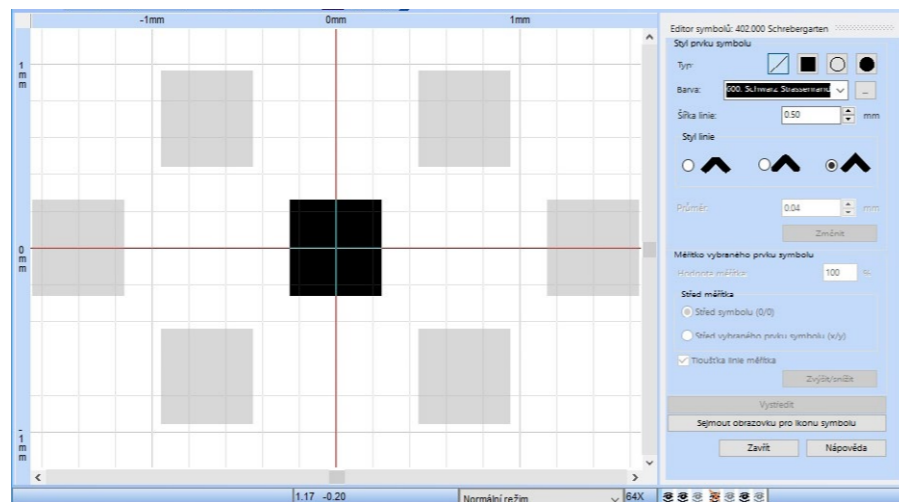 -1mm 0mm 1mm
1 mm
0 mm
-1 mm
Editor symbolů: 402.000 Schrebergarten
Styl prvku symbolu
Typ:
Barva: 600. Schwarz Strassenrand ...
Šířka linie: 0.50 mm
Styl linie
Průměr: 0.04 mm
Změnit
Měřítko vybraného prvku symbolu
Hodnota měřítka: 100 %
Střed měřítka
Střed symbolu (0/0)
Střed vybraného prvku symbolu (x/y)
Tloušťka linie měřítka
Zvýšit/snížit
Vystředit
Sejmout obrazovku pro ikonu symbolu
Zavřít Nápověda
1.17 -0.20 Normální režim 64X